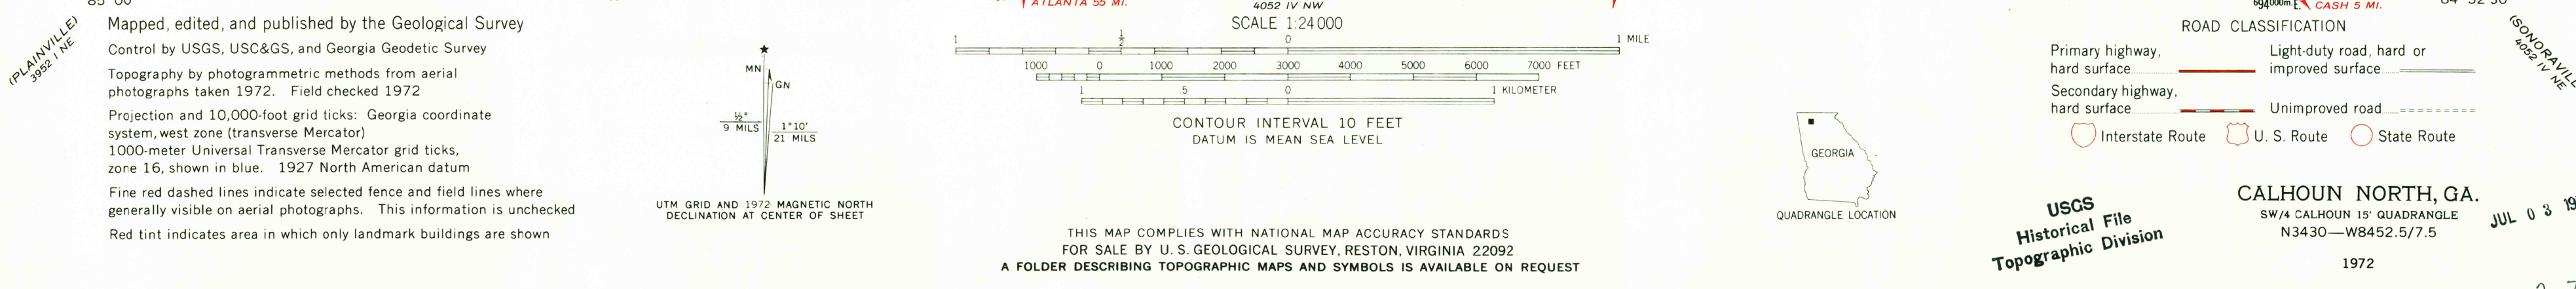 (PLAINVILLE)
3952 I NE
Mapped, edited, and published by the Geological Survey
Control by USGS, USC&GS, and Georgia Geodetic Survey
Topography by photogrammetric methods from aerial
photographs taken 1972. Field checked 1972
Projection and 10,000-foot grid ticks: Georgia coordinate
system, west zone (transverse Mercator)
1000-meter Universal Transverse Mercator grid ticks,
zone 16, shown in blue. 1927 North American datum
Fine red dashed lines indicate selected fence and field lines where
generally visible on aerial photographs. This information is unchecked
Red tint indicates area in which only landmark buildings are shown
★
MN
GN
½°
9 MILS
1°10′
21 MILS
UTM GRID AND 1972 MAGNETIC NORTH
DECLINATION AT CENTER OF SHEET
ATLANTA 55 MI.
4052 IV NW
SCALE 1:24 000
1 ½ 0 1 MILE
1000 0 1000 2000 3000 4000 5000 6000 7000 FEET
1 .5 0 1 KILOMETER
CONTOUR INTERVAL 10 FEET
DATUM IS MEAN SEA LEVEL
THIS MAP COMPLIES WITH NATIONAL MAP ACCURACY STANDARDS
FOR SALE BY U. S. GEOLOGICAL SURVEY, RESTON, VIRGINIA 22092
A FOLDER DESCRIBING TOPOGRAPHIC MAPS AND SYMBOLS IS AVAILABLE ON REQUEST
GEORGIA
QUADRANGLE LOCATION
694000m.E.
CASH 5 MI.
ROAD CLASSIFICATION
Primary highway,
hard surface
Light-duty road, hard or
improved surface
Secondary highway,
hard surface
Unimproved road
Interstate Route
U. S. Route
State Route
USGS
Historical File
Topographic Division
CALHOUN NORTH, GA.
SW/4 CALHOUN 15' QUADRANGLE
N3430—W8452.5/7.5
1972
JUL 03 19
(SONORAVIL
4052 IV NE